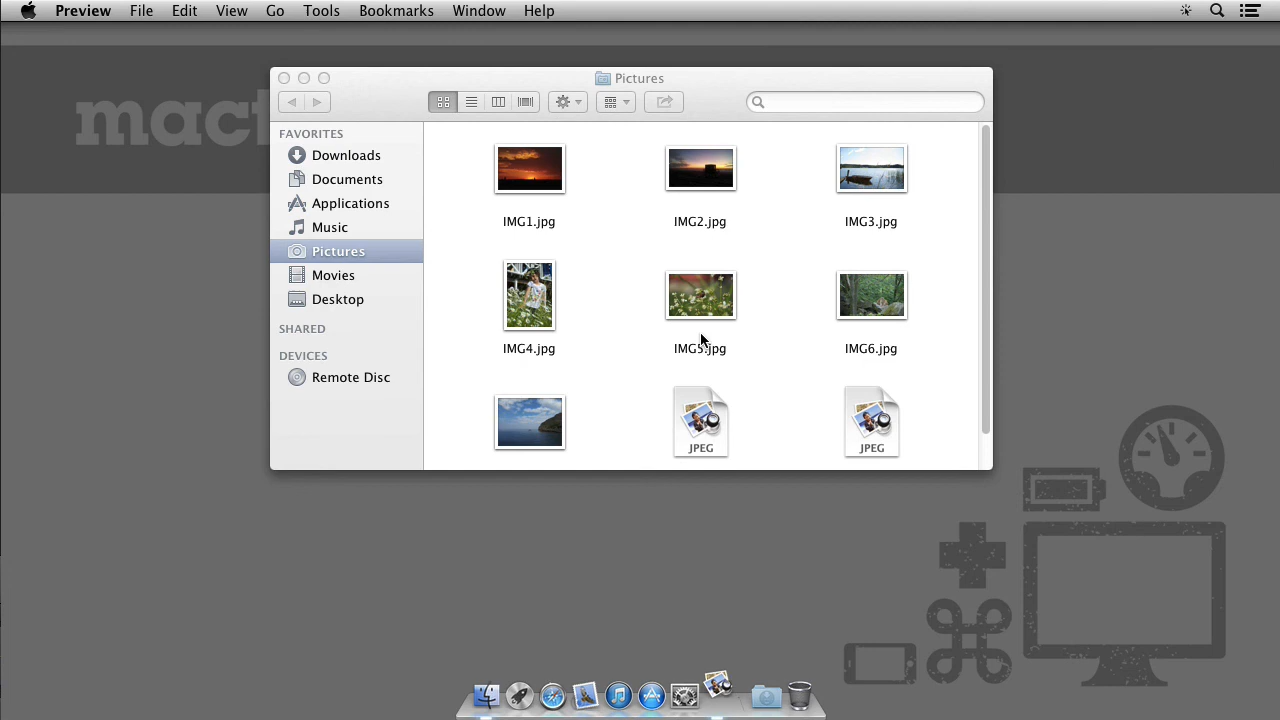 Preview File Edit View Go Tools Bookmarks Window Help
Pictures
FAVORITES
Downloads
Documents
Applications
Music
Pictures
Movies
Desktop
SHARED
DEVICES
Remote Disc
IMG1.jpg IMG2.jpg IMG3.jpg
IMG4.jpg IMG5.jpg IMG6.jpg
JPEG JPEG